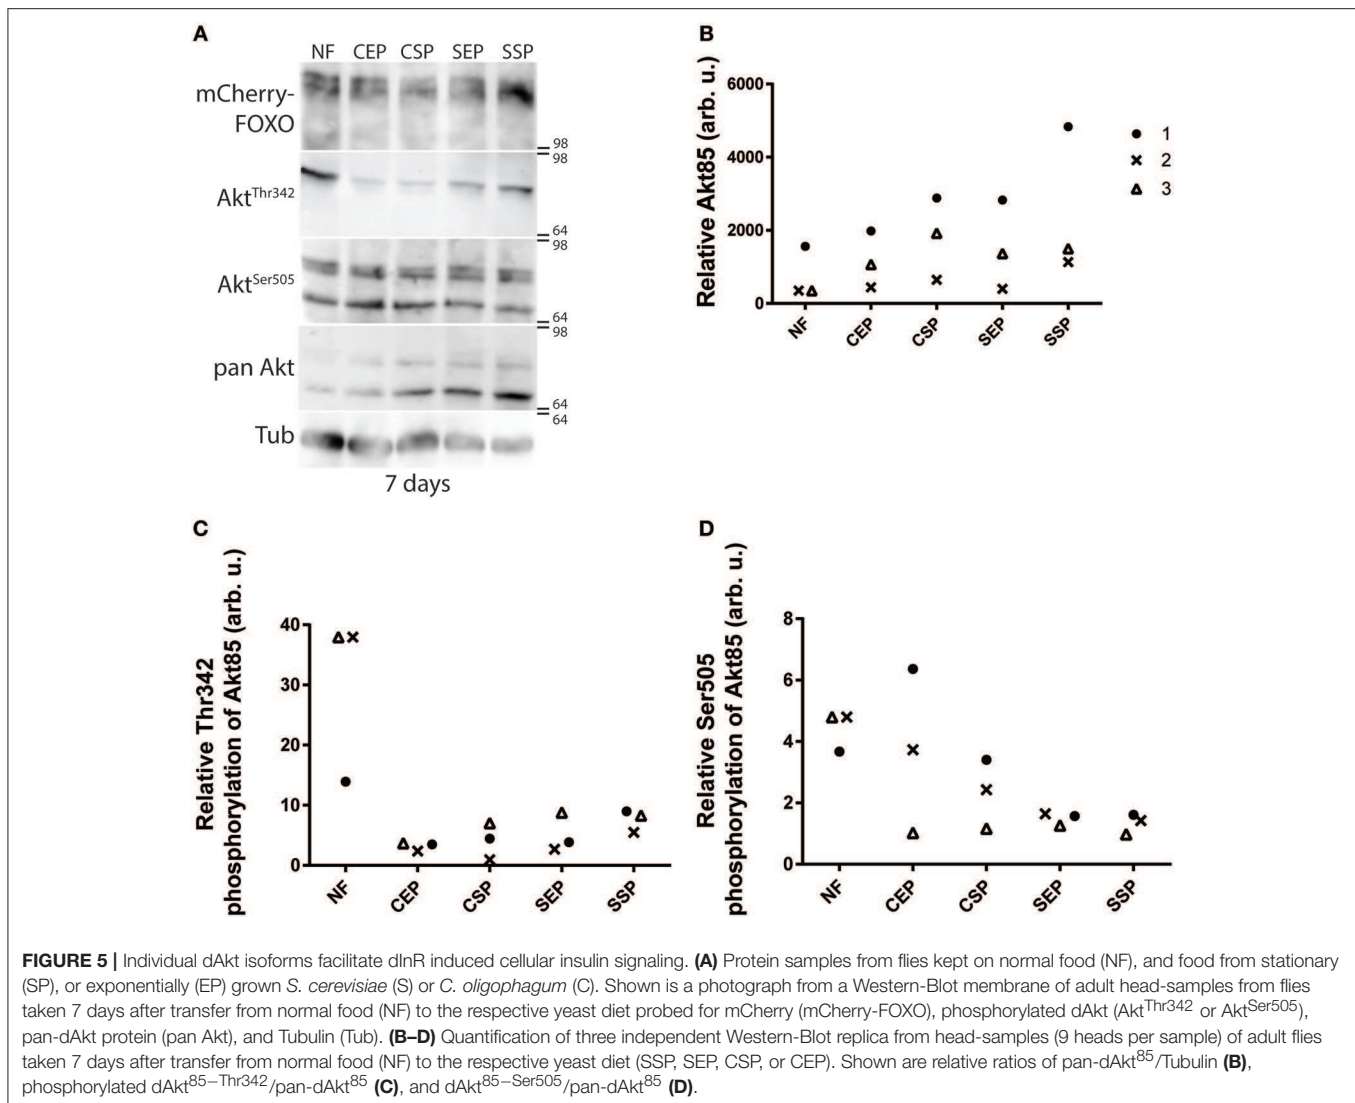 A
NF CEP CSP SEP SSP
mCherry-
FOXO
98
98
Akt^Thr342
64
98
Akt^Ser505
64
98
pan Akt
64
64
Tub
7 days
B
Relative Akt85 (arb. u.)
6000
4000
2000
0
NF CEP CSP SEP SSP
1
2
3
C
Relative Thr342
phosphorylation of Akt85 (arb. u.)
40
30
20
10
0
NF CEP CSP SEP SSP
D
Relative Ser505
phosphorylation of Akt85 (arb. u.)
8
6
4
2
0
NF CEP CSP SEP SSP
FIGURE 5 | Individual dAkt isoforms facilitate dInR induced cellular insulin signaling. (A) Protein samples from flies kept on normal food (NF), and food from stationary
(SP), or exponentially (EP) grown S. cerevisiae (S) or C. oligophagum (C). Shown is a photograph from a Western-Blot membrane of adult head-samples from flies
taken 7 days after transfer from normal food (NF) to the respective yeast diet probed for mCherry (mCherry-FOXO), phosphorylated dAkt (Akt^Thr342 or Akt^Ser505),
pan-dAkt protein (pan Akt), and Tubulin (Tub). (B–D) Quantification of three independent Western-Blot replica from head-samples (9 heads per sample) of adult flies
taken 7 days after transfer from normal food (NF) to the respective yeast diet (SSP, SEP, CSP, or CEP). Shown are relative ratios of pan-dAkt^85/Tubulin (B),
phosphorylated dAkt^85−Thr342/pan-dAkt^85 (C), and dAkt^85−Ser505/pan-dAkt^85 (D).